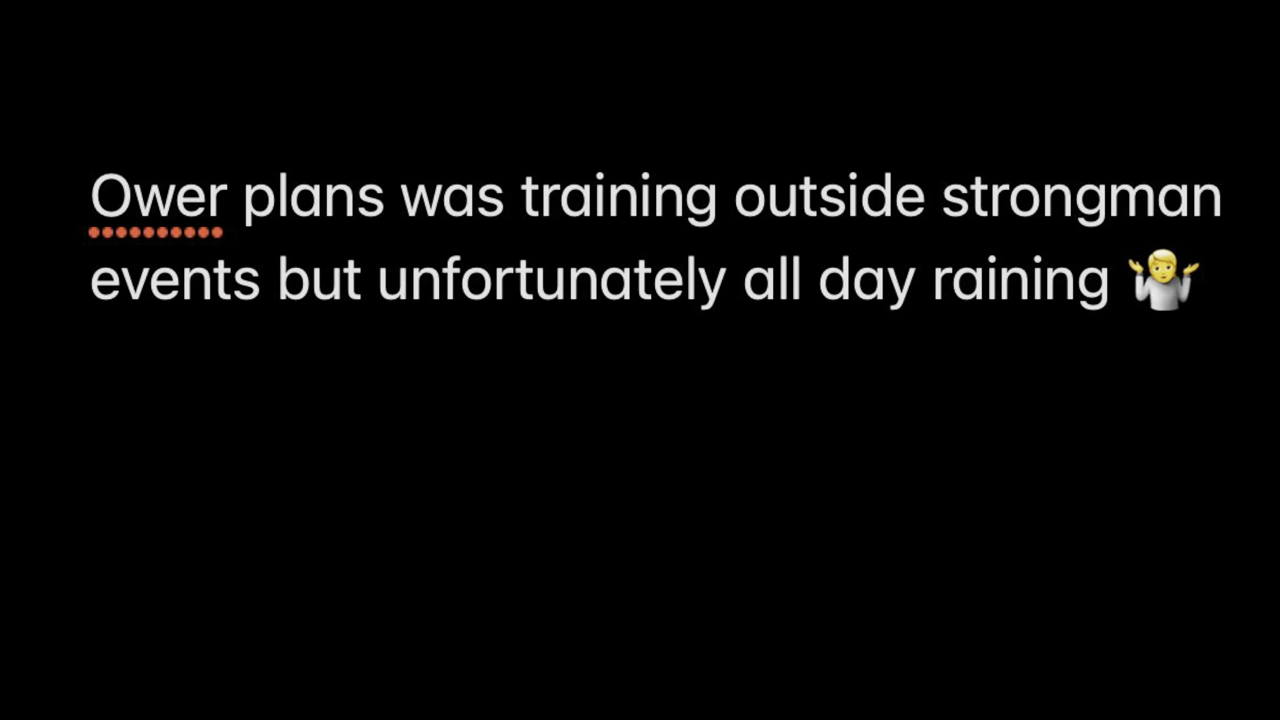 Ower plans was training outside strongman
events but unfortunately all day raining 🤷